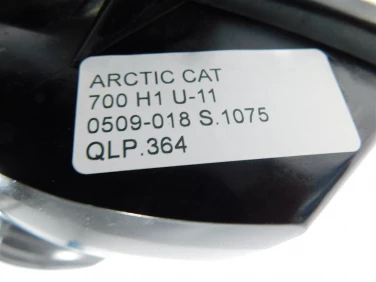 ARCTIC CAT
700 H1 U-11
0509-018 S.1075
QLP.364